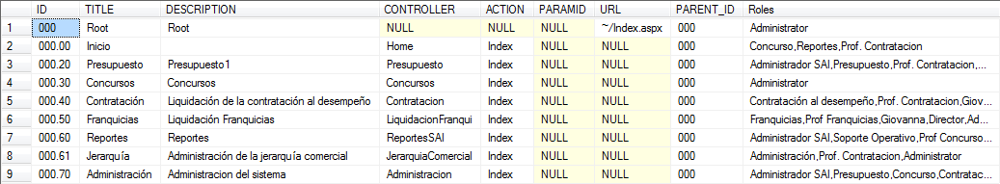 ID TITLE DESCRIPTION CONTROLLER ACTION PARAMID URL PARENT_ID Roles
1 000 Root Root NULL NULL NULL ~/Index.aspx 000 Administrator
2 000.00 Inicio Home Index NULL NULL 000 Concurso,Reportes,Prof. Contratacion
3 000.20 Presupuesto Presupuesto1 Presupuesto Index NULL NULL 000 Administrador SAI,Presupuesto,Prof. Contratacion,...
4 000.30 Concursos Concursos Concursos Index NULL NULL 000 Administrator
5 000.40 Contratación Liquidación de la contratación al desempeño Contratacion Index NULL NULL 000 Contratación al desempeño,Prof. Contratacion,Giov...
6 000.50 Franquicias Liquidación Franquicias LiquidacionFranqui Index NULL NULL 000 Franquicias,Prof Franquicias,Giovanna,Director,Ad...
7 000.60 Reportes Reportes ReportesSAI Index NULL NULL 000 Administrador SAI,Soporte Operativo,Prof Concurso...
8 000.61 Jerarquía Administración de la jerarquía comercial JerarquiaComercial Index NULL NULL 000 Administración,Prof. Contratacion,Administrator
9 000.70 Administración Administracion del sistema Administracion Index NULL NULL 000 Administrador SAI,Presupuesto,Concurso,Contratac...